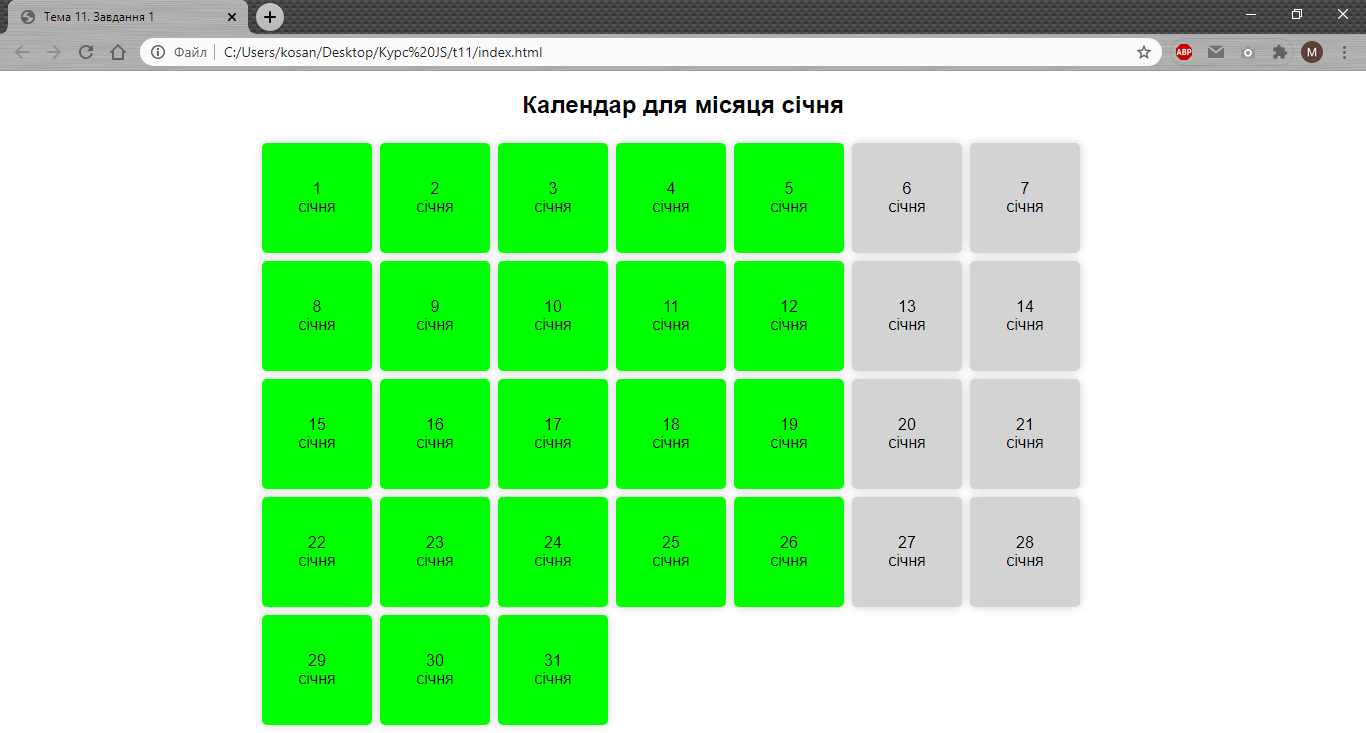 Тема 11. Завдання 1
Файл C:/Users/kosan/Desktop/Курс%20JS/t11/index.html
ABP
M
Календар для місяця січня
1 2 3 4 5 6 7
січня січня січня січня січня січня січня
8 9 10 11 12 13 14
січня січня січня січня січня січня січня
15 16 17 18 19 20 21
січня січня січня січня січня січня січня
22 23 24 25 26 27 28
січня січня січня січня січня січня січня
29 30 31
січня січня січня